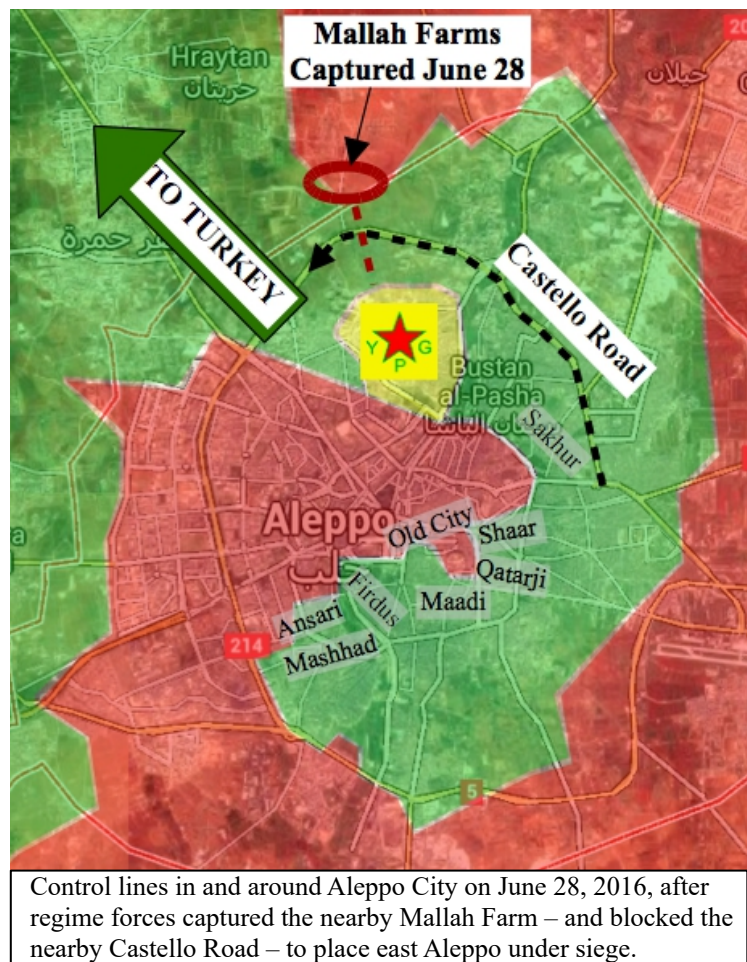 Mallah Farms
Captured June 28
Hraytan
حريتان
حيلان
TO TURKEY
حمرة
Castello Road
Y P G
Bustan
al-Pasha
Sakhur
Aleppo
حلب
Old City
Shaar
Qatarji
Maadi
Firdus
Ansari
Mashhad
214
5
Control lines in and around Aleppo City on June 28, 2016, after
regime forces captured the nearby Mallah Farm – and blocked the
nearby Castello Road – to place east Aleppo under siege.